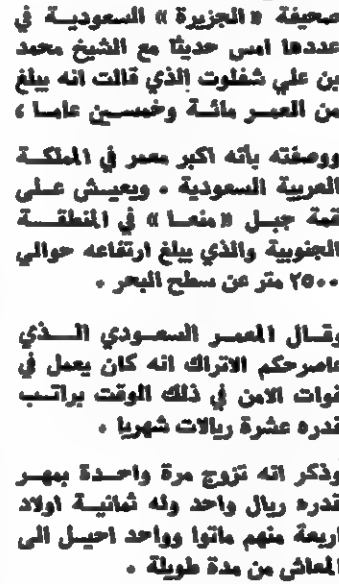 صحيفة «الجزيرة» السعودية في
عددها امس حديثا مع الشيخ محمد
بن علي شغلوت الذي قالت انه يبلغ
من العمر مائة وخمسين عاما ،
ووصفته بأنه اكبر معمر في المملكة
العربية السعودية . ويعيش على
قمة جبل «منعا» في المنطقة
الجنوبية والذي يبلغ ارتفاعه حوالي
٢٥٠٠ متر عن سطح البحر .
وقال المعمر السعودي الذي
عاصرحكم الاتراك انه كان يعمل في
قوات الامن في ذلك الوقت براتب
قدره عشرة ريالات شهريا .
وذكر انه تزوج مرة واحدة بمهر
قدره ريال واحد وله ثمانية اولاد
اربعة منهم ماتوا وواحد احيل الى
المعاش من مدة طويلة .